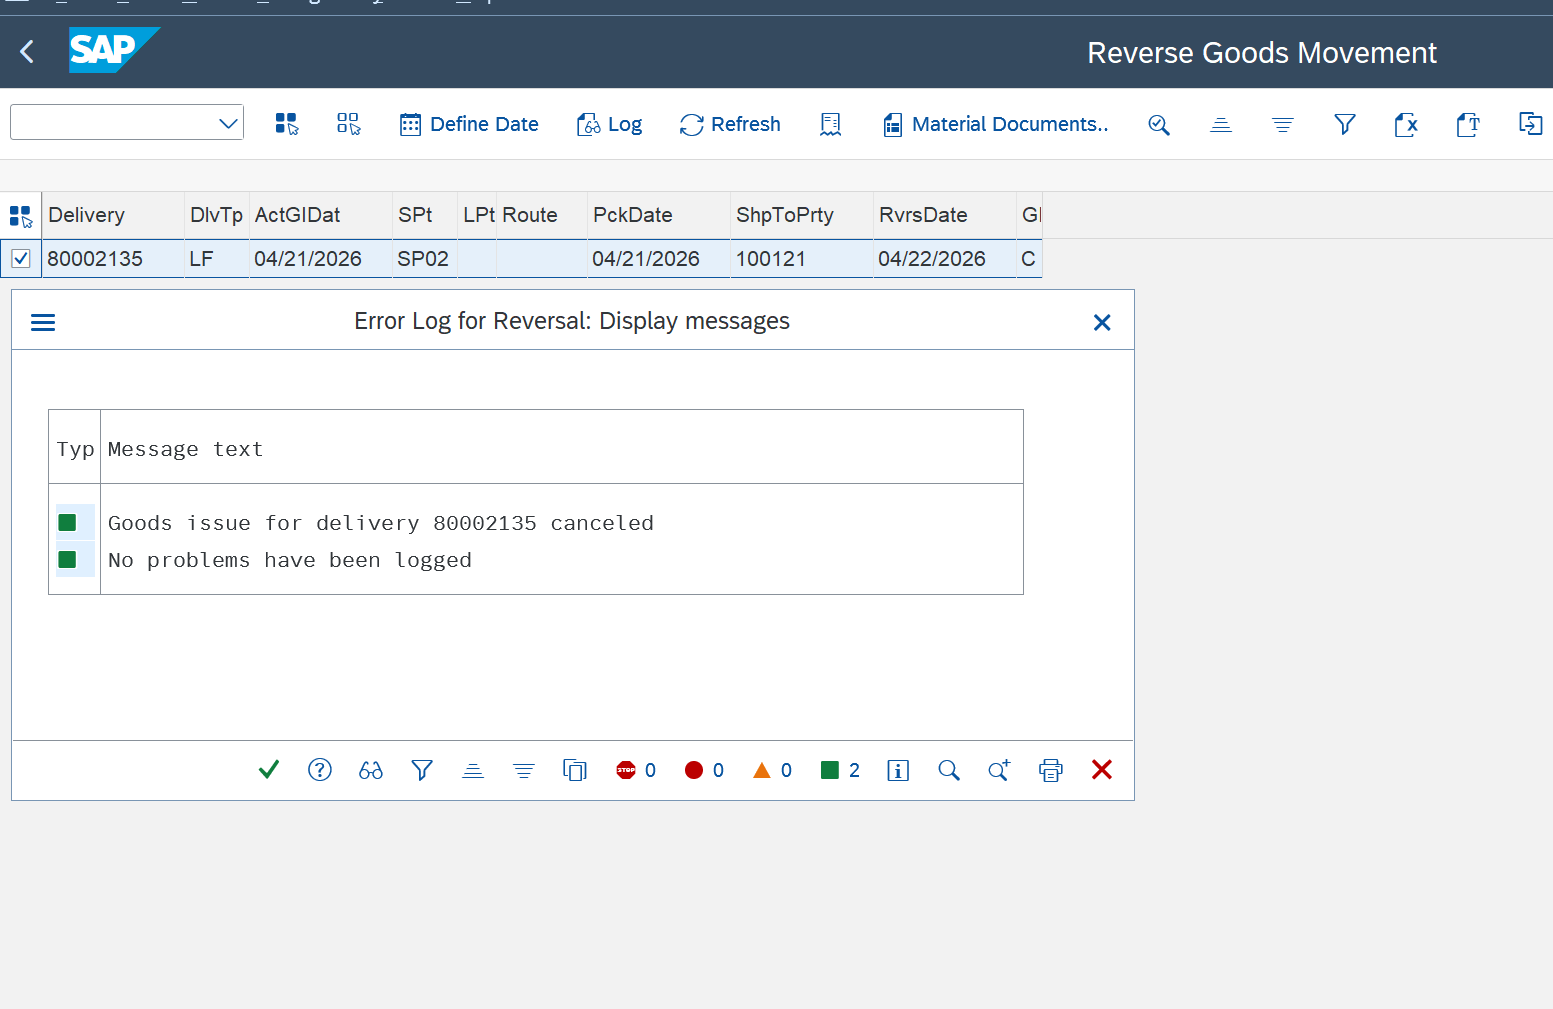 SAP
Reverse Goods Movement
Define Date Log Refresh Material Documents..
Delivery DlvTp ActGIDat SPt LPt Route PckDate ShpToPrty RvrsDate
80002135 LF 04/21/2026 SP02 04/21/2026 100121 04/22/2026 C
Error Log for Reversal: Display messages
Typ Message text
Goods issue for delivery 80002135 canceled
No problems have been logged
STOP 0 0 0 2